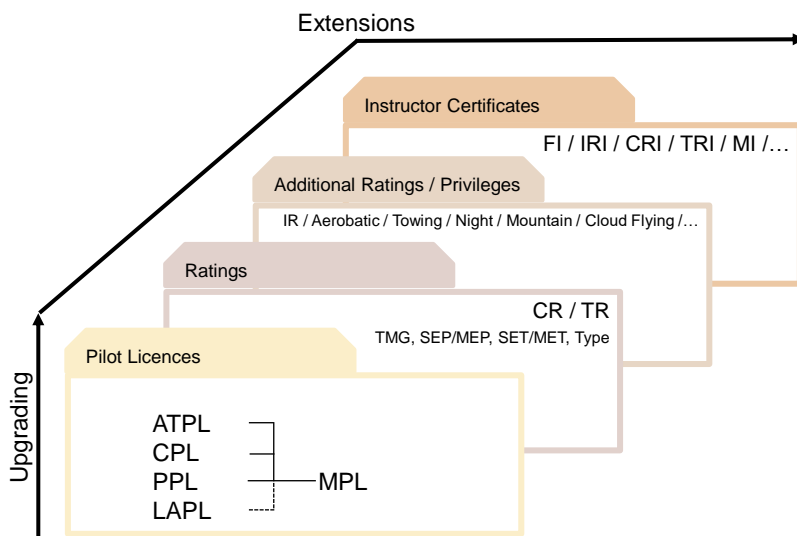 Extensions
Instructor Certificates
FI / IRI / CRI / TRI / MI /…
Additional Ratings / Privileges
IR / Aerobatic / Towing / Night / Mountain / Cloud Flying /…
Ratings
CR / TR
TMG, SEP/MEP, SET/MET, Type
Pilot Licences
Upgrading
ATPL
CPL
PPL
MPL
LAPL